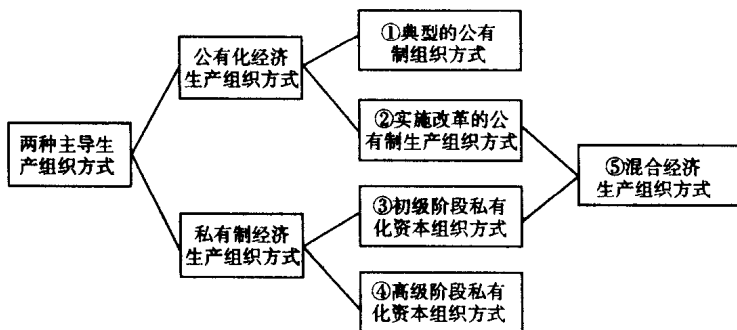 两种主导生
产组织方式
公有化经济
生产组织方式
私有制经济
生产组织方式
①典型的公有
制组织方式
②实施改革的公
有制生产组织方式
③初级阶段私有
化资本组织方式
④高级阶段私有
化资本组织方式
⑤混合经济
生产组织方式